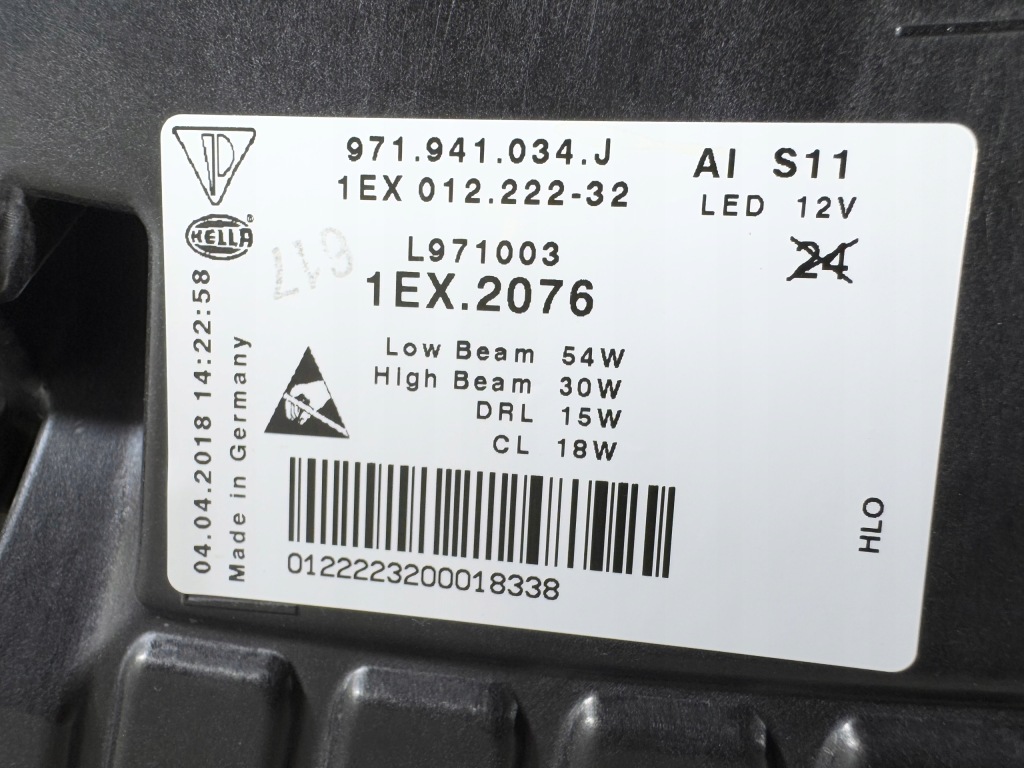 971.941.034.J
1EX 012.222-32
AI S11
LED 12V
24
HELLA®
L971003
1EX.2076
617
Low Beam 54W
High Beam 30W
DRL 15W
CL 18W
0122223200018338
04.04.2018 14:22:58
Made in Germany
HLO